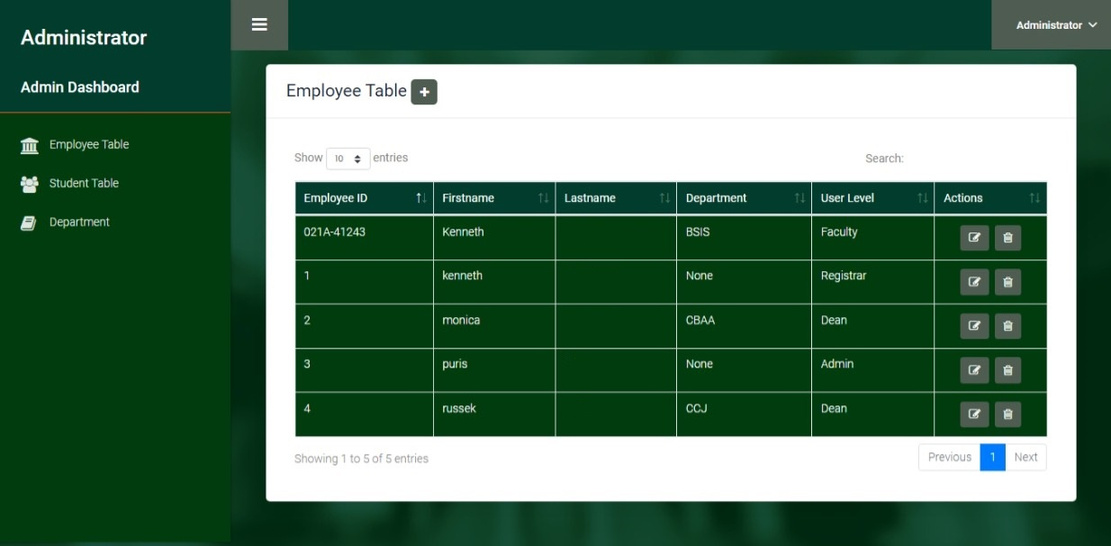 Administrator
Administrator
Admin Dashboard
Employee Table
Student Table
Department
Employee Table
Show 10 entries
Search:
Employee ID Firstname Lastname Department User Level Actions
021A-41243 Kenneth BSIS Faculty
1 kenneth None Registrar
2 monica CBAA Dean
3 puris None Admin
4 russek CCJ Dean
Showing 1 to 5 of 5 entries
Previous 1 Next